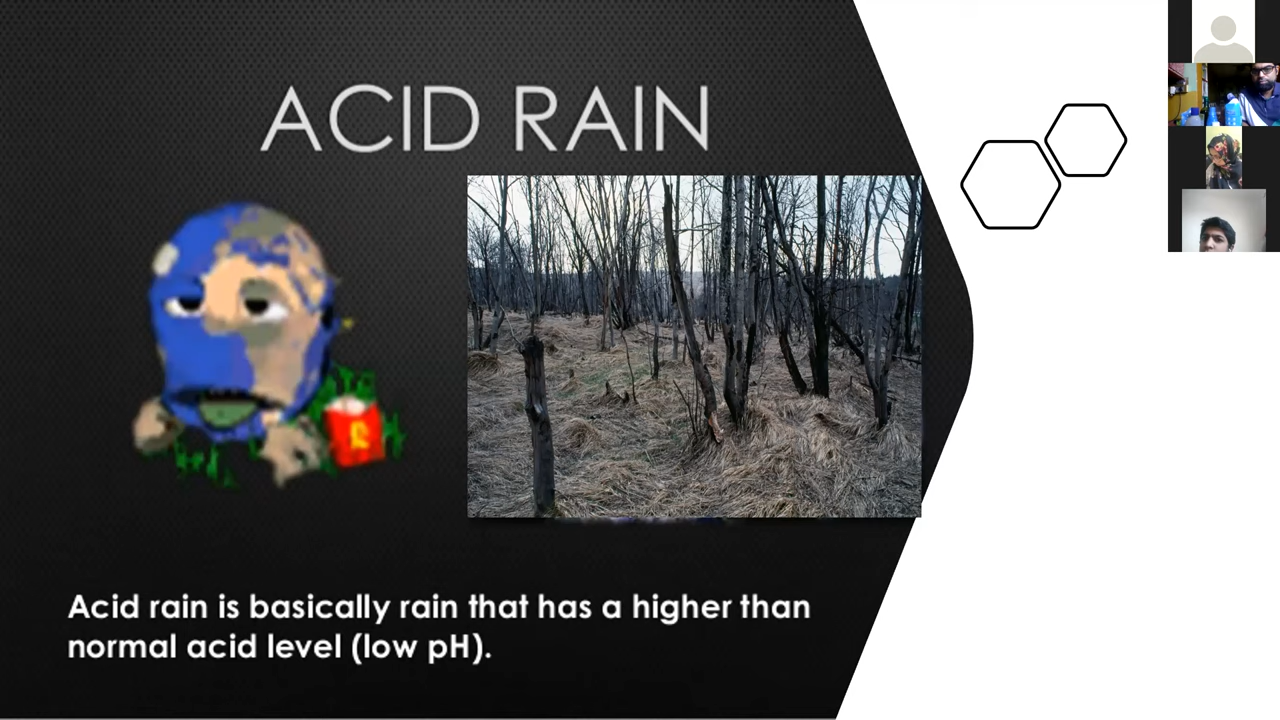 ACID RAIN
Acid rain is basically rain that has a higher than
normal acid level (low pH).